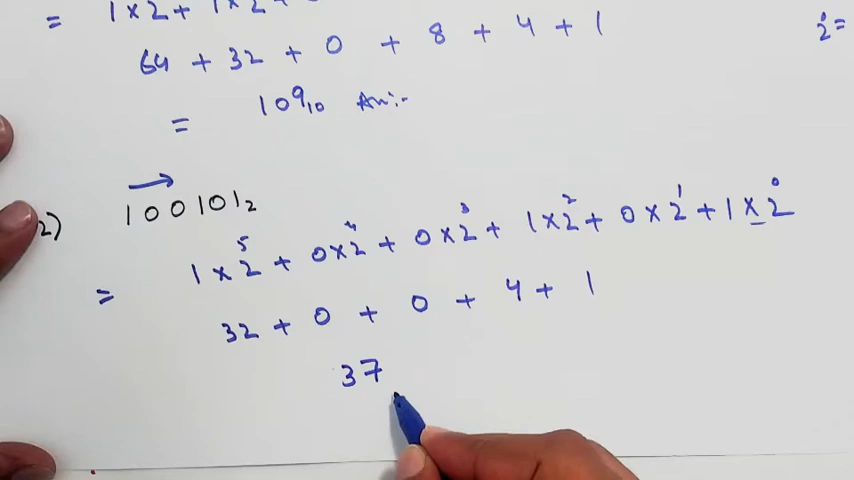 = 1×2+ 1×2+
64 + 32 + 0 + 8 + 4 + 1
i=
= 109₁₀ Ans:-
2) 100101₂
= 1×2⁵ + 0×2⁴ + 0×2³ + 1×2² + 0×2¹ + 1×2⁰
32 + 0 + 0 + 4 + 1
37